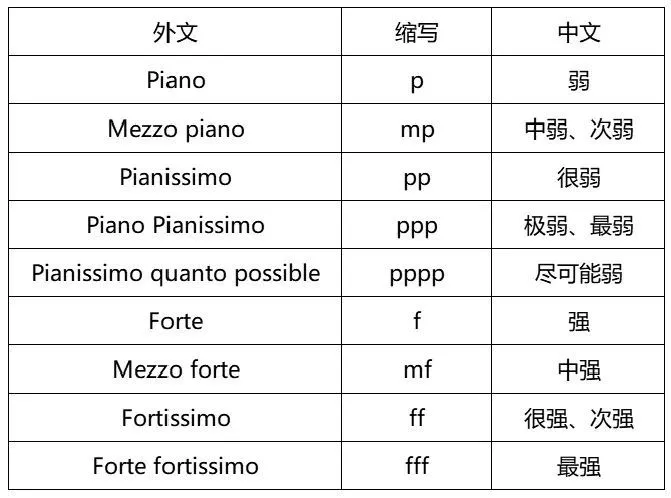 外文 缩写 中文
Piano p 弱
Mezzo piano mp 中弱、次弱
Pianissimo pp 很弱
Piano Pianissimo ppp 极弱、最弱
Pianissimo quanto possible pppp 尽可能弱
Forte f 强
Mezzo forte mf 中强
Fortissimo ff 很强、次强
Forte fortissimo fff 最强